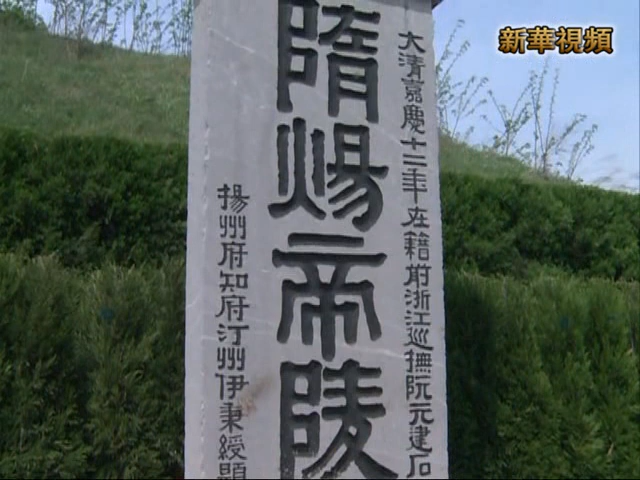 新華視頻
大清嘉慶十二年在籍前浙江巡撫阮元建石
隋煬帝陵
揚州府知府汀州伊秉綬題